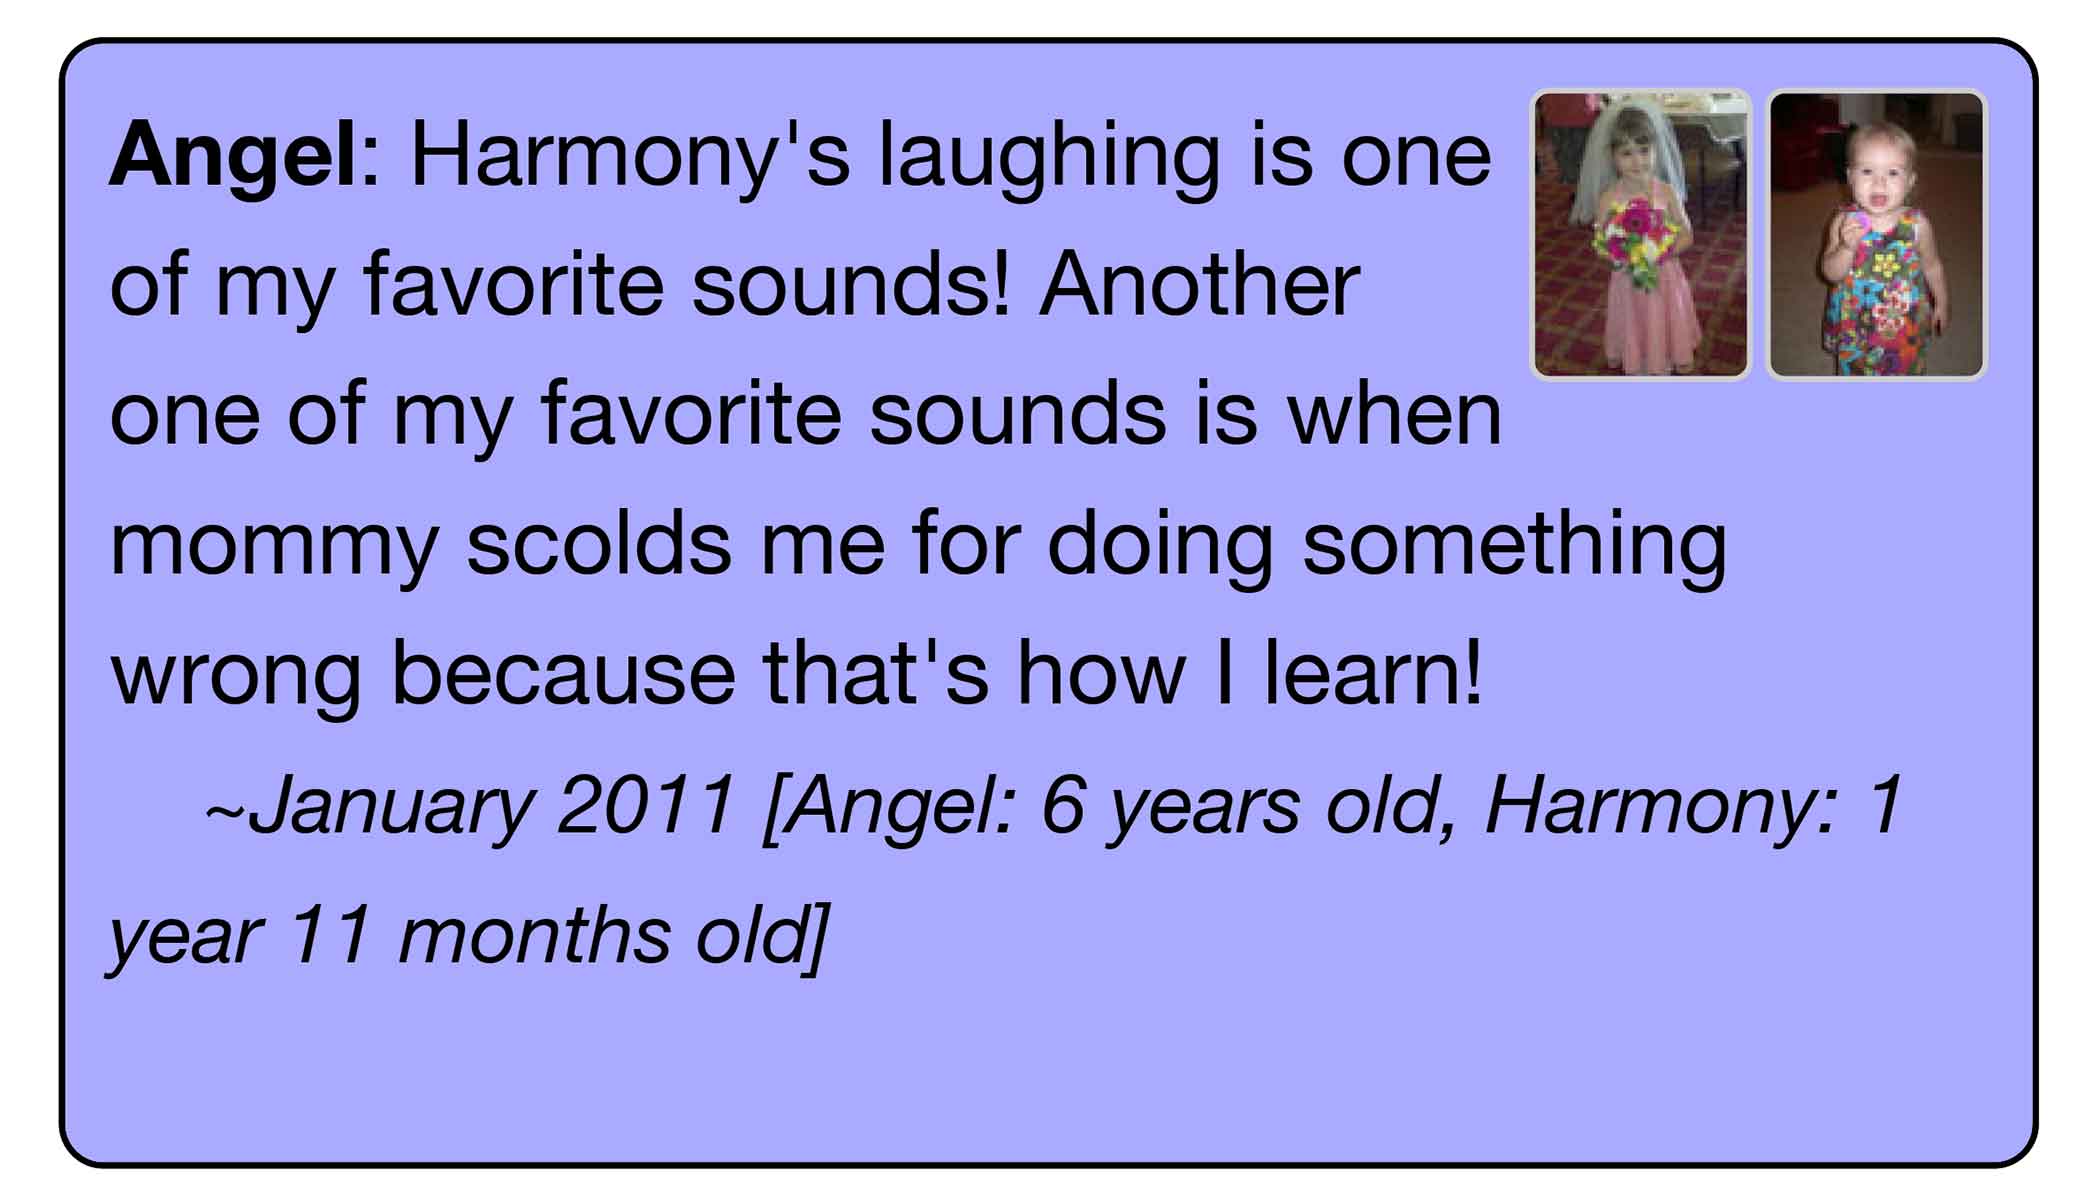 Angel: Harmony's laughing is one
of my favorite sounds! Another
one of my favorite sounds is when
mommy scolds me for doing something
wrong because that's how I learn!
~January 2011 [Angel: 6 years old, Harmony: 1
year 11 months old]